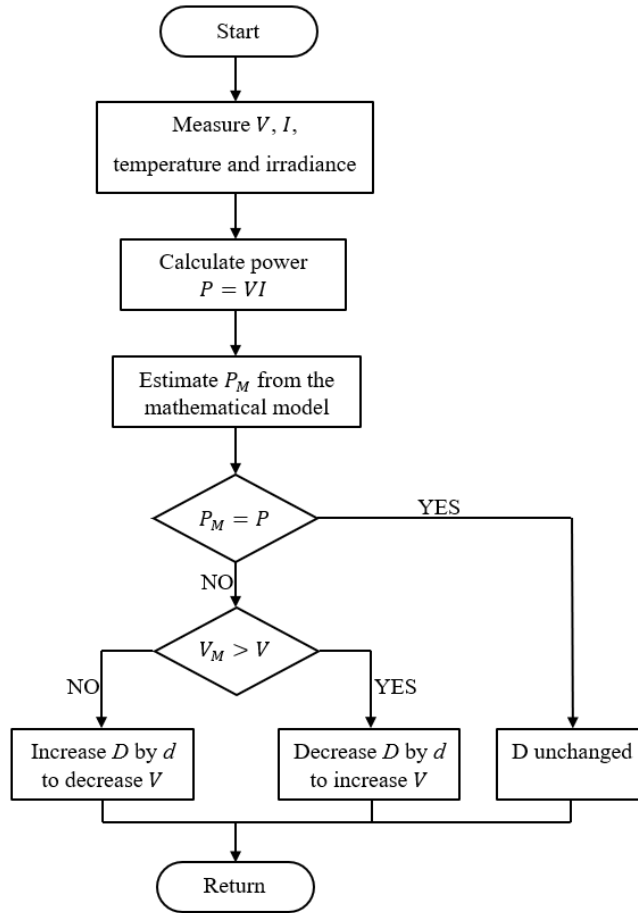 Start
Measure V, I,
temperature and irradiance
Calculate power
P = VI
Estimate P_M from the
mathematical model
P_M = P
YES
NO
V_M > V
NO
YES
Increase D by d
to decrease V
Decrease D by d
to increase V
D unchanged
Return